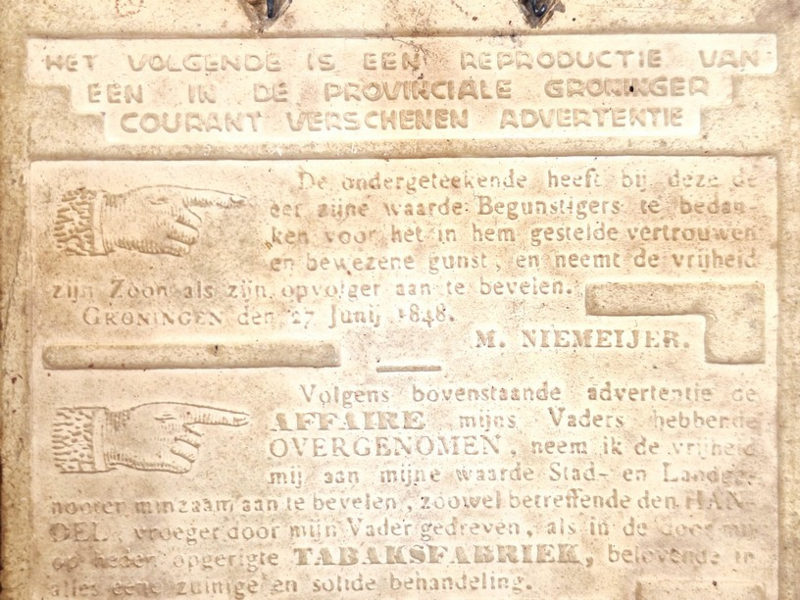 HET VOLGENDE IS EEN REPRODUCTIE VAN
EEN IN DE PROVINCIALE GRONINGER
COURANT VERSCHENEN ADVERTENTIE
De ondergeteekende heeft bij deze de
eer zijne waarde Begunstigers te bedan-
ken voor het in hem gestelde vertrouwen
en bewezene gunst, en neemt de vrijheid
zijn Zoon als zijn opvolger aan te bevelen.
GRONINGEN den 27 Junij 1848.
M. NIEMEIJER.
Volgens bovenstaande advertentie de
AFFAIRE mijns Vaders hebbende
OVERGENOMEN, neem ik de vrijheid
mij aan mijne waarde Stad- en Landge-
nooten minzaam aan te bevelen, zoowel betreffende den HAN-
DEL, vroeger door mijn Vader gedreven, als in de door mij
op heden opgerigte TABAKSFABRIEK, belovende in
alles eene zuinige en solide behandeling.